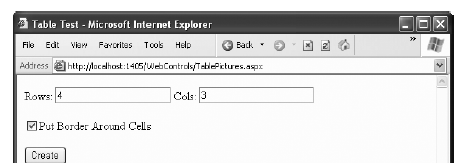 Table Test - Microsoft Internet Explorer
File Edit View Favorites Tools Help Back »
Address http://localhost:1405/WebControls/TablePictures.aspx
Rows: 4 Cols: 3
Put Border Around Cells
Create